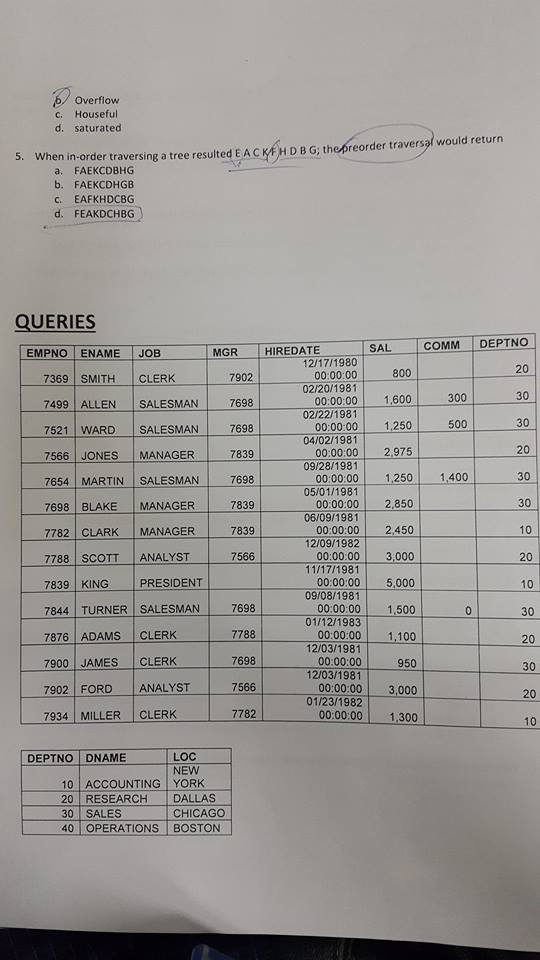 b. Overflow
c. Houseful
d. saturated
5. When in-order traversing a tree resulted E A C K F H D B G; the preorder traversal would return
a. FAEKCDBHG
b. FAEKCDHGB
c. EAFKHDCBG
d. FEAKDCHBG
QUERIES
EMPNO ENAME JOB MGR HIREDATE SAL COMM DEPTNO
7369 SMITH CLERK 7902 12/17/1980 00:00:00 800 20
7499 ALLEN SALESMAN 7698 02/20/1981 00:00:00 1,600 300 30
7521 WARD SALESMAN 7698 02/22/1981 00:00:00 1,250 500 30
7566 JONES MANAGER 7839 04/02/1981 00:00:00 2,975 20
7654 MARTIN SALESMAN 7698 09/28/1981 00:00:00 1,250 1,400 30
7698 BLAKE MANAGER 7839 05/01/1981 00:00:00 2,850 30
7782 CLARK MANAGER 7839 06/09/1981 00:00:00 2,450 10
7788 SCOTT ANALYST 7566 12/09/1982 00:00:00 3,000 20
7839 KING PRESIDENT 11/17/1981 00:00:00 5,000 10
7844 TURNER SALESMAN 7698 09/08/1981 00:00:00 1,500 0 30
7876 ADAMS CLERK 7788 01/12/1983 00:00:00 1,100 20
7900 JAMES CLERK 7698 12/03/1981 00:00:00 950 30
7902 FORD ANALYST 7566 12/03/1981 00:00:00 3,000 20
7934 MILLER CLERK 7782 01/23/1982 00:00:00 1,300 10
DEPTNO DNAME LOC
10 ACCOUNTING NEW YORK
20 RESEARCH DALLAS
30 SALES CHICAGO
40 OPERATIONS BOSTON